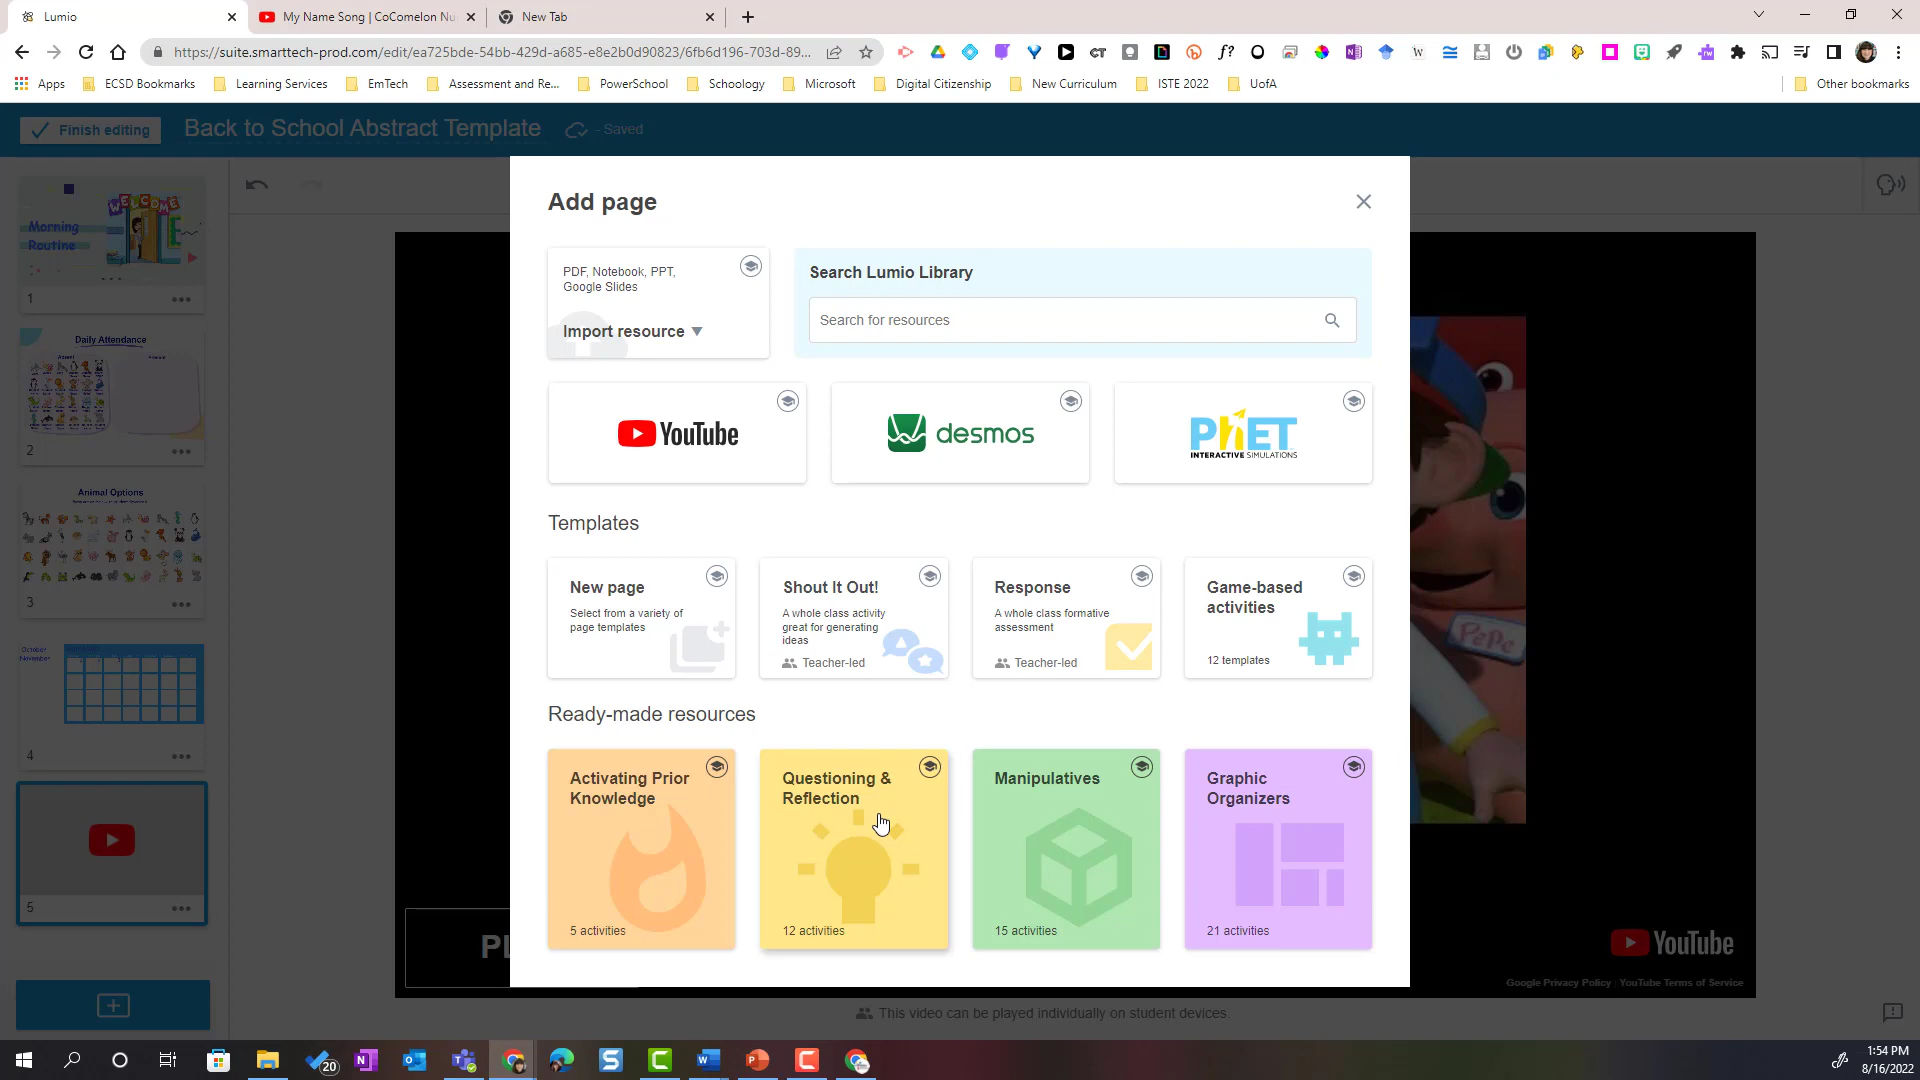 Lumio
My Name Song | CoComelon Nu
New Tab
https://suite.smarttech-prod.com/edit/ea725bde-54bb-429d-a685-e8e2b0d90823/6fb6d196-703d-89...
Apps
ECSD Bookmarks
Learning Services
EmTech
Assessment and Re...
PowerSchool
Schoology
Microsoft
Digital Citizenship
New Curriculum
ISTE 2022
UofA
Other bookmarks
Finish editing
Back to School Abstract Template
- Saved
WELCOME
Morning
Routine
1
Daily Attendance
2
Animal Options
3
October
November
4
5
Add page
PDF, Notebook, PPT,
Google Slides
Import resource
Search Lumio Library
Search for resources
YouTube
desmos
PhET
INTERACTIVE SIMULATIONS
Templates
New page
Select from a variety of
page templates
Shout It Out!
A whole class activity
great for generating
ideas
Teacher-led
Response
A whole class formative
assessment
Teacher-led
Game-based
activities
12 templates
Ready-made resources
Activating Prior
Knowledge
5 activities
Questioning &
Reflection
12 activities
Manipulatives
15 activities
Graphic
Organizers
21 activities
PePe
YouTube
Google Privacy Policy | YouTube Terms of Service
This video can be played individually on student devices.
20
1:54 PM
8/16/2022